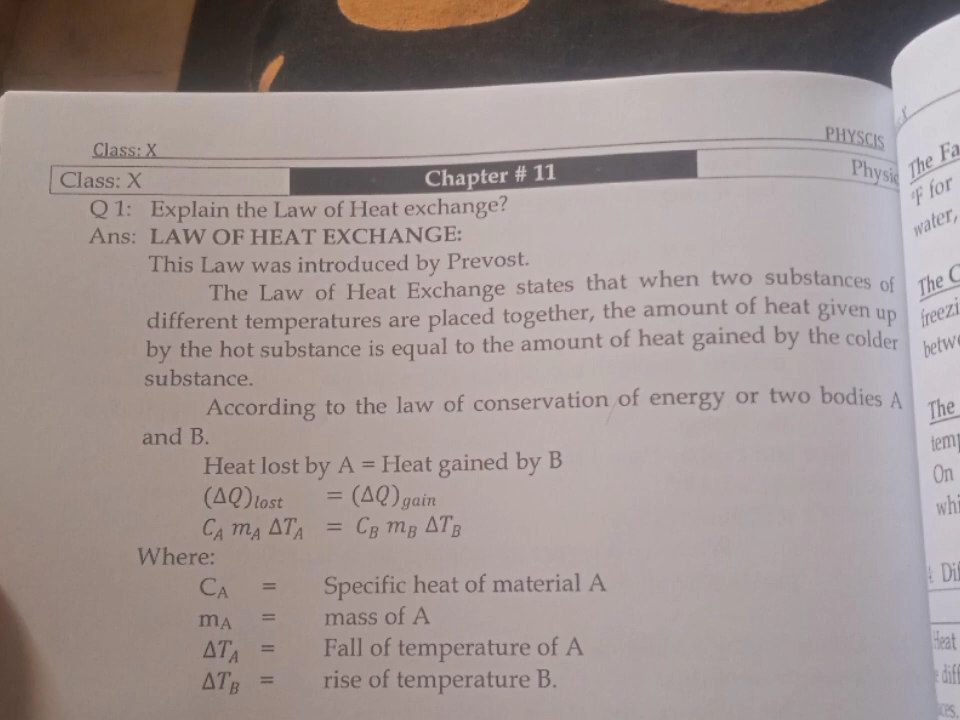 Class: X
PHYSCIS
Class: X
Chapter # 11
Q 1: Explain the Law of Heat exchange?
Ans: LAW OF HEAT EXCHANGE:
This Law was introduced by Prevost.
The Law of Heat Exchange states that when two substances of
different temperatures are placed together, the amount of heat given up
by the hot substance is equal to the amount of heat gained by the colder
substance.
According to the law of conservation of energy or two bodies A
and B.
Heat lost by A = Heat gained by B
(ΔQ)lost = (ΔQ)gain
C_A m_A ΔT_A = C_B m_B ΔT_B
Where:
C_A = Specific heat of material A
m_A = mass of A
ΔT_A = Fall of temperature of A
ΔT_B = rise of temperature B.
The
°F for
water,
The
The
On